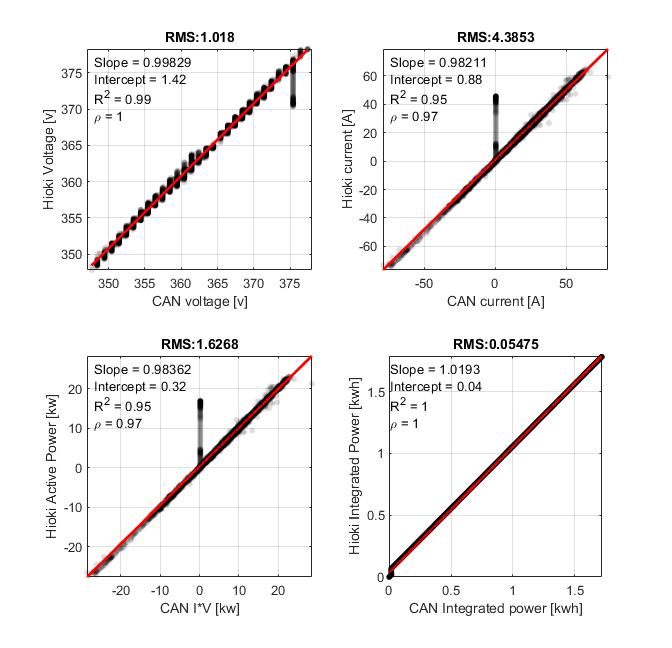 RMS:1.018
Slope = 0.99829
Intercept = 1.42
R² = 0.99
ρ = 1
375
370
365
360
355
350
Hioki Voltage [v]
350 355 360 365 370 375
CAN voltage [v]
RMS:4.3853
Slope = 0.98211
Intercept = 0.88
R² = 0.95
ρ = 0.97
60
40
20
0
-20
-40
-60
Hioki current [A]
-50 0 50
CAN current [A]
RMS:1.6268
Slope = 0.98362
Intercept = 0.32
R² = 0.95
ρ = 0.97
20
10
0
-10
-20
Hioki Active Power [kw]
-20 -10 0 10 20
CAN I*V [kw]
RMS:0.05475
Slope = 1.0193
Intercept = 0.04
R² = 1
ρ = 1
1.5
1
0.5
0
Hioki Integrated Power [kwh]
0 0.5 1 1.5
CAN Integrated power [kwh]